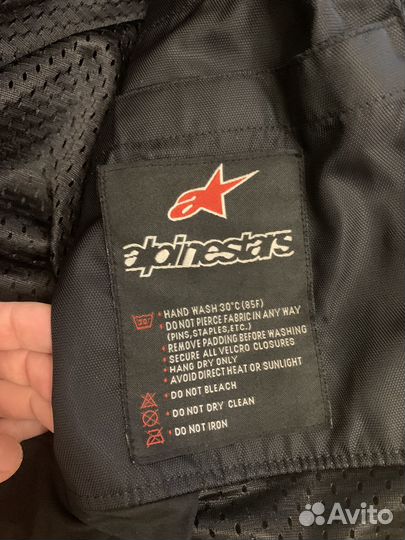 alpinestars
• HAND WASH 30°C (85F)
• DO NOT PIERCE FABRIC IN ANY WAY
(PINS, STAPLES, ETC.)
• REMOVE PADDING BEFORE WASHING
• SECURE ALL VELCRO CLOSURES
• HANG DRY ONLY
• AVOID DIRECT HEAT OR SUNLIGHT
• DO NOT BLEACH
• DO NOT DRY CLEAN
• DO NOT IRON
Avito